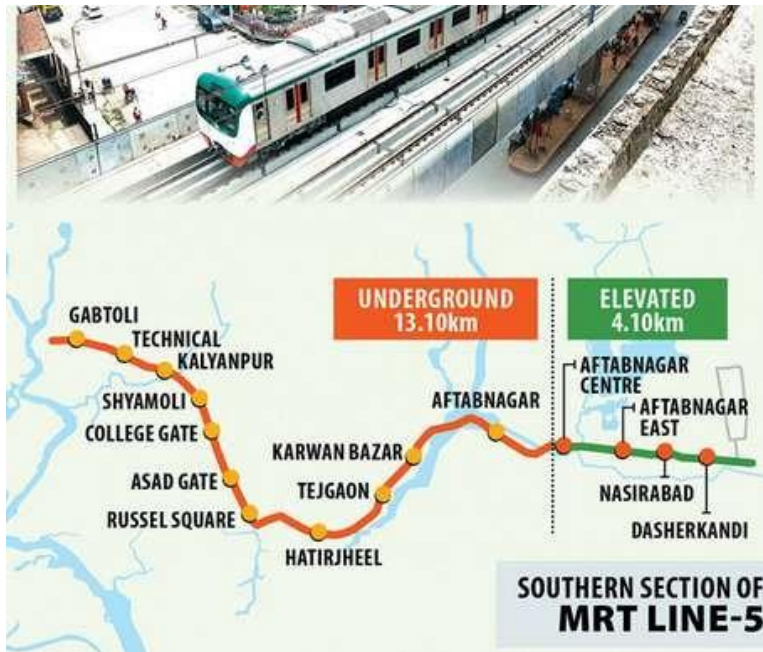 UNDERGROUND
13.10km
ELEVATED
4.10km
GABTOLI
TECHNICAL
KALYANPUR
SHYAMOLI
COLLEGE GATE
ASAD GATE
RUSSEL SQUARE
HATIRJHEEL
TEJGAON
KARWAN BAZAR
AFTABNAGAR
AFTABNAGAR
CENTRE
AFTABNAGAR
EAST
NASIRABAD
DASHERKANDI
SOUTHERN SECTION OF
MRT LINE-5